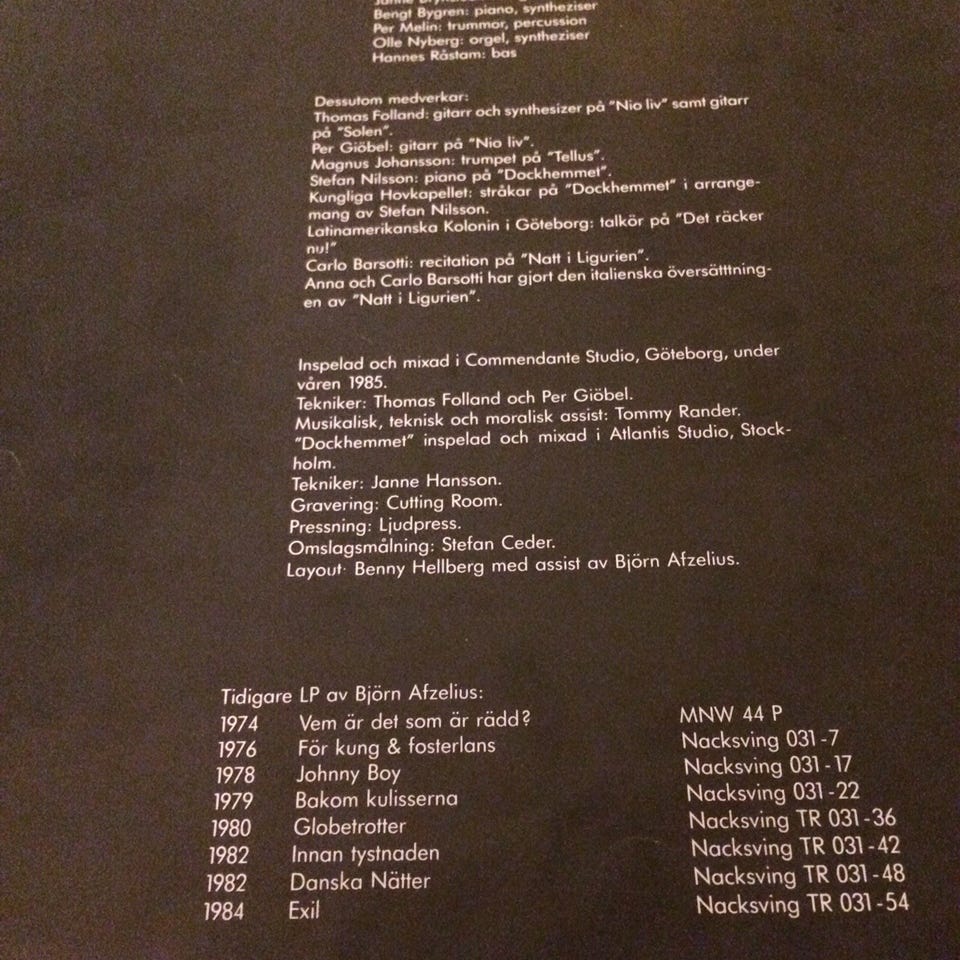 Bengt Bygren: piano, syntheziser
Per Melin: trummor, percussion
Olle Nyberg: orgel, syntheziser
Hannes Råstam: bas
Dessutom medverkar:
Thomas Folland: gitarr och synthesizer på "Nio liv" samt gitarr
på "Solen".
Per Giöbel: gitarr på "Nio liv".
Magnus Johansson: trumpet på "Tellus".
Stefan Nilsson: piano på "Dockhemmet".
Kungliga Hovkapellet: stråkar på "Dockhemmet" i arrange-
mang av Stefan Nilsson.
Latinamerikanska Kolonin i Göteborg: talkör på "Det räcker
nu!"
Carlo Barsotti: recitation på "Natt i Ligurien".
Anna och Carlo Barsotti har gjort den italienska översätttning-
en av "Natt i Ligurien".
Inspelad och mixad i Commendante Studio, Göteborg, under
våren 1985.
Tekniker: Thomas Folland och Per Giöbel.
Musikalisk, teknisk och moralisk assist: Tommy Rander.
"Dockhemmet" inspelad och mixad i Atlantis Studio, Stock-
holm.
Tekniker: Janne Hansson.
Gravering: Cutting Room.
Pressning: Ljudpress.
Omslagsmålning: Stefan Ceder.
Layout: Benny Hellberg med assist av Björn Afzelius.
Tidigare LP av Björn Afzelius:
1974 Vem är det som är rädd? MNW 44 P
1976 För kung & fosterlans Nacksving 031-7
1978 Johnny Boy Nacksving 031-17
1979 Bakom kulisserna Nacksving 031-22
1980 Globetrotter Nacksving TR 031-36
1982 Innan tystnaden Nacksving TR 031-42
1982 Danska Nätter Nacksving TR 031-48
1984 Exil Nacksving TR 031-54